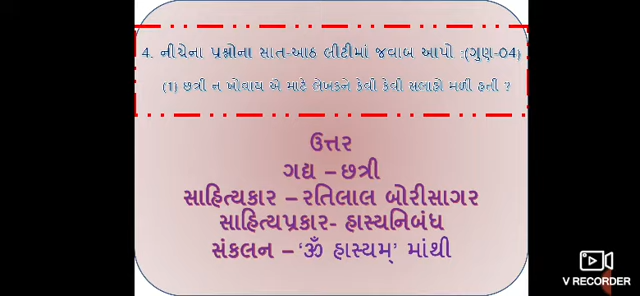 4. નીચેના પ્રશ્નોના સાત-આઠ લીટીમાં જવાબ આપો :(ગુણ-04)
(1) છત્રી ન ખોવાય એ માટે લેખકને કેવી કેવી સલાહો મળી હતી ?
ઉત્તર
ગદ્ય – છત્રી
સાહિત્યકાર – રતિલાલ બોરીસાગર
સાહિત્યપ્રકાર- હાસ્યનિબંધ
સંકલન – ‘ૐ હાસ્યમ્’ માંથી
V RECORDER